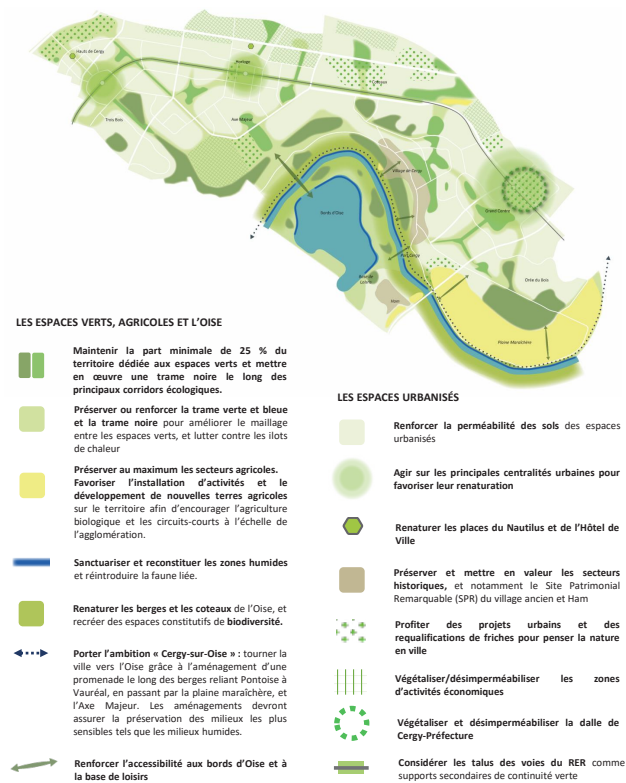 Hauts de Cergy
Horloge
Coteaux
Trois Bois
Axe Majeur
Village de Cergy
Bords d'Oise
Grand Centre
Port Cergy
Base de
Loisirs
Orée du Bois
Ham
Plaine Maraîchère
LES ESPACES VERTS, AGRICOLES ET L'OISE
Maintenir la part minimale de 25 % du
territoire dédiée aux espaces verts et mettre
en œuvre une trame noire le long des
principaux corridors écologiques.
Préserver ou renforcer la trame verte et bleue
et la trame noire pour améliorer le maillage
entre les espaces verts, et lutter contre les ilots
de chaleur
Préserver au maximum les secteurs agricoles.
Favoriser l'installation d'activités et le
développement de nouvelles terres agricoles
sur le territoire afin d'encourager l'agriculture
biologique et les circuits-courts à l'échelle de
l'agglomération.
Sanctuariser et reconstituer les zones humides
et réintroduire la faune liée.
Renaturer les berges et les coteaux de l'Oise, et
recréer des espaces constitutifs de biodiversité.
Porter l'ambition « Cergy-sur-Oise » : tourner la
ville vers l'Oise grâce à l'aménagement d'une
promenade le long des berges reliant Pontoise à
Vauréal, en passant par la plaine maraîchère, et
l'Axe Majeur. Les aménagements devront
assurer la préservation des milieux les plus
sensibles tels que les milieux humides.
Renforcer l'accessibilité aux bords d'Oise et à
la base de loisirs
LES ESPACES URBANISÉS
Renforcer la perméabilité des sols des espaces
urbanisés
Agir sur les principales centralités urbaines pour
favoriser leur renaturation
Renaturer les places du Nautilus et de l'Hôtel de
Ville
Préserver et mettre en valeur les secteurs
historiques, et notamment le Site Patrimonial
Remarquable (SPR) du village ancien et Ham
Profiter des projets urbains et des
requalifications de friches pour penser la nature
en ville
Végétaliser/désimperméabiliser les zones
d'activités économiques
Végétaliser et désimperméabiliser la dalle de
Cergy-Préfecture
Considérer les talus des voies du RER comme
supports secondaires de continuité verte